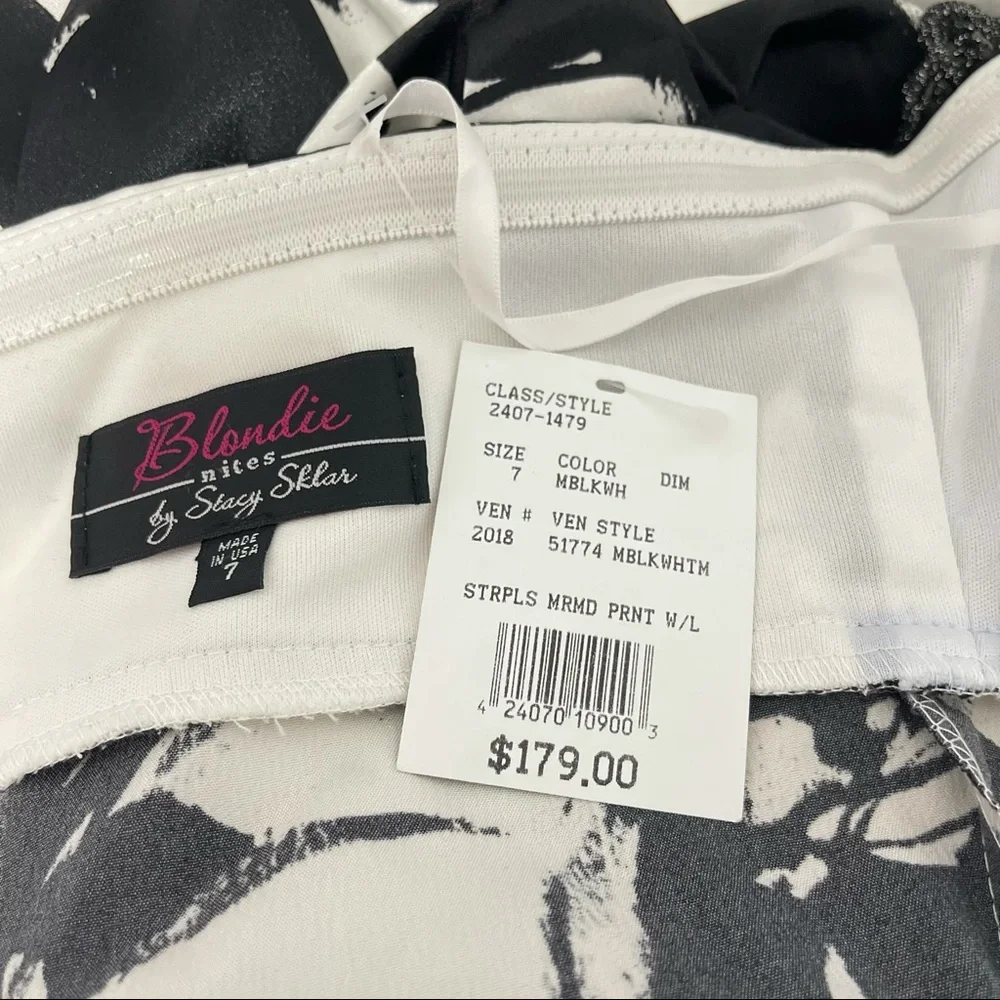 Blondie
nites
by Stacy Sklar
MADE
IN USA
7
CLASS/STYLE
2407-1479
SIZE COLOR DIM
7 MBLKWH
VEN # VEN STYLE
2018 51774 MBLKWHTM
STRPLS MRMD PRNT W/L
4 24070 10900 3
$179.00